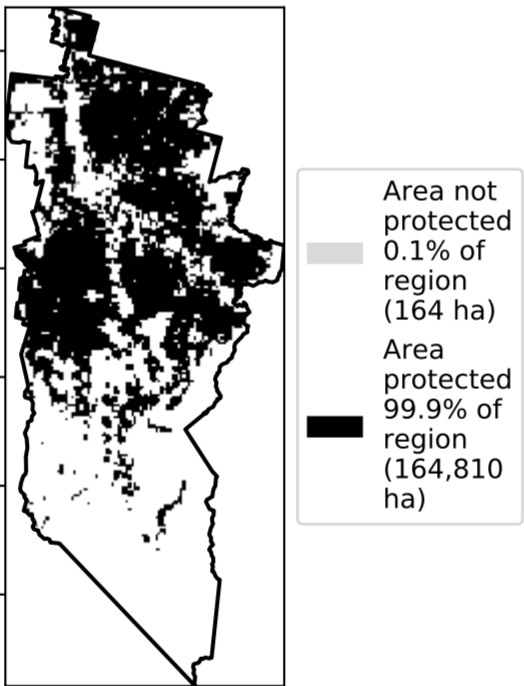 Area not
protected
0.1% of
region
(164 ha)
Area
protected
99.9% of
region
(164,810
ha)